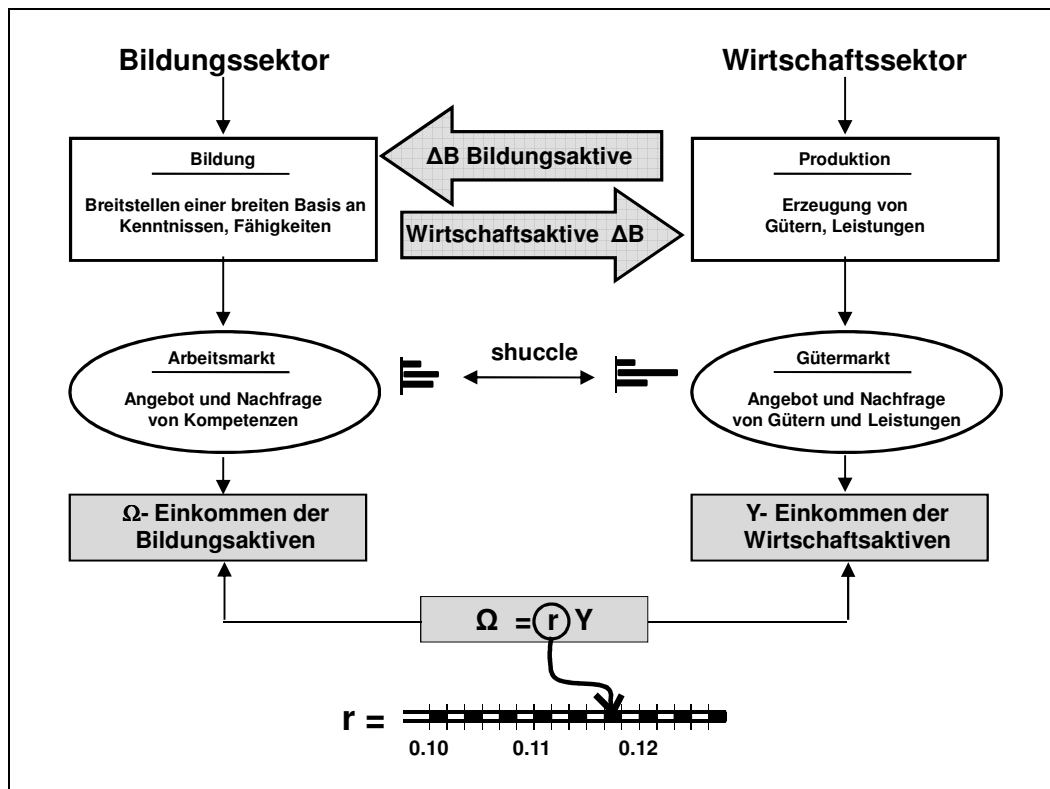 Bildungssektor
Wirtschaftssektor
Bildung
Breitstellen einer breiten Basis an
Kenntnissen, Fähigkeiten
ΔB Bildungsaktive
Wirtschaftsaktive ΔB
Produktion
Erzeugung von
Gütern, Leistungen
Arbeitsmarkt
Angebot und Nachfrage
von Kompetenzen
shuccle
Gütermarkt
Angebot und Nachfrage
von Gütern und Leistungen
Ω- Einkommen der
Bildungsaktiven
Y- Einkommen der
Wirtschaftsaktiven
Ω = r Y
r =
0.10 0.11 0.12